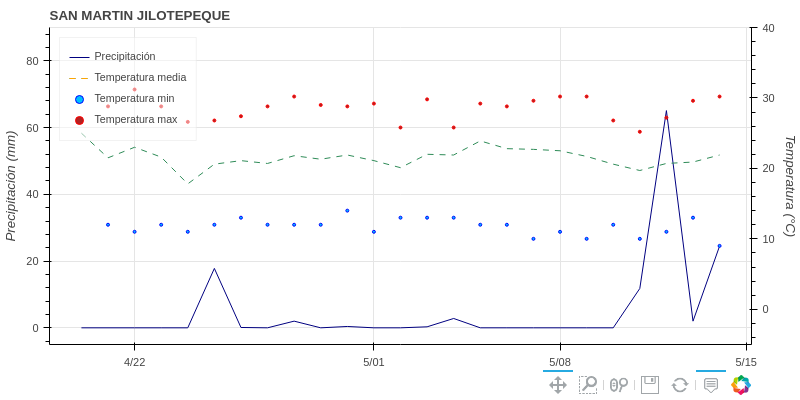 SAN MARTIN JILOTEPEQUE
Precipitación
Temperatura media
Temperatura min
Temperatura max
Precipitación (mm)
80
60
40
20
0
Temperatura (°C)
40
30
20
10
0
4/22
5/01
5/08
5/15